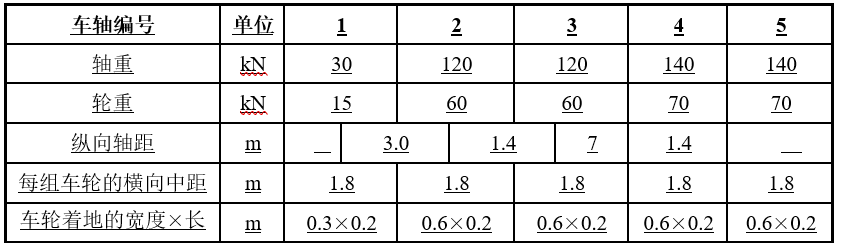 车轴编号 单位 1 2 3 4 5
轴重 kN 30 120 120 140 140
轮重 kN 15 60 60 70 70
纵向轴距 m — 3.0 1.4 7 1.4 —
每组车轮的横向中距 m 1.8 1.8 1.8 1.8 1.8
车轮着地的宽度×长 m 0.3×0.2 0.6×0.2 0.6×0.2 0.6×0.2 0.6×0.2